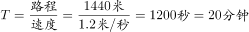 T = 路程/速度 = 1440米/1.2米/秒 = 1200秒 = 20分钟